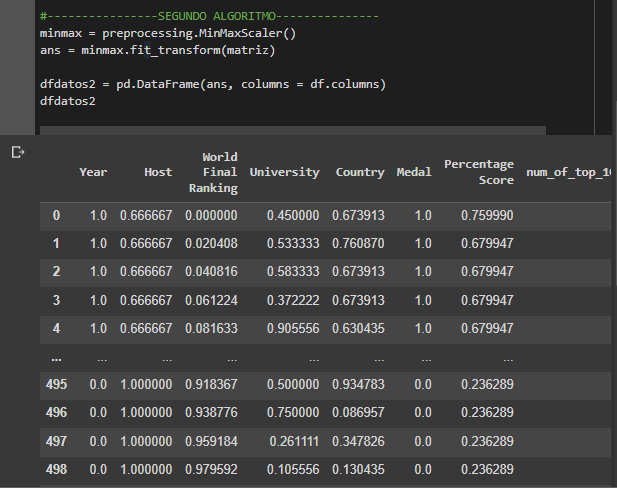 #----------------SEGUNDO ALGORITMO---------------
minmax = preprocessing.MinMaxScaler()
ans = minmax.fit_transform(matriz)
dfdatos2 = pd.DataFrame(ans, columns = df.columns)
dfdatos2
Year Host World Final Ranking University Country Medal Percentage Score num_of_top_10
0 1.0 0.666667 0.000000 0.450000 0.673913 1.0 0.759990
1 1.0 0.666667 0.020408 0.533333 0.760870 1.0 0.679947
2 1.0 0.666667 0.040816 0.583333 0.673913 1.0 0.679947
3 1.0 0.666667 0.061224 0.372222 0.673913 1.0 0.679947
4 1.0 0.666667 0.081633 0.905556 0.630435 1.0 0.679947
... ... ... ... ... ... ... ...
495 0.0 1.000000 0.918367 0.500000 0.934783 0.0 0.236289
496 0.0 1.000000 0.938776 0.750000 0.086957 0.0 0.236289
497 0.0 1.000000 0.959184 0.261111 0.347826 0.0 0.236289
498 0.0 1.000000 0.979592 0.105556 0.130435 0.0 0.236289